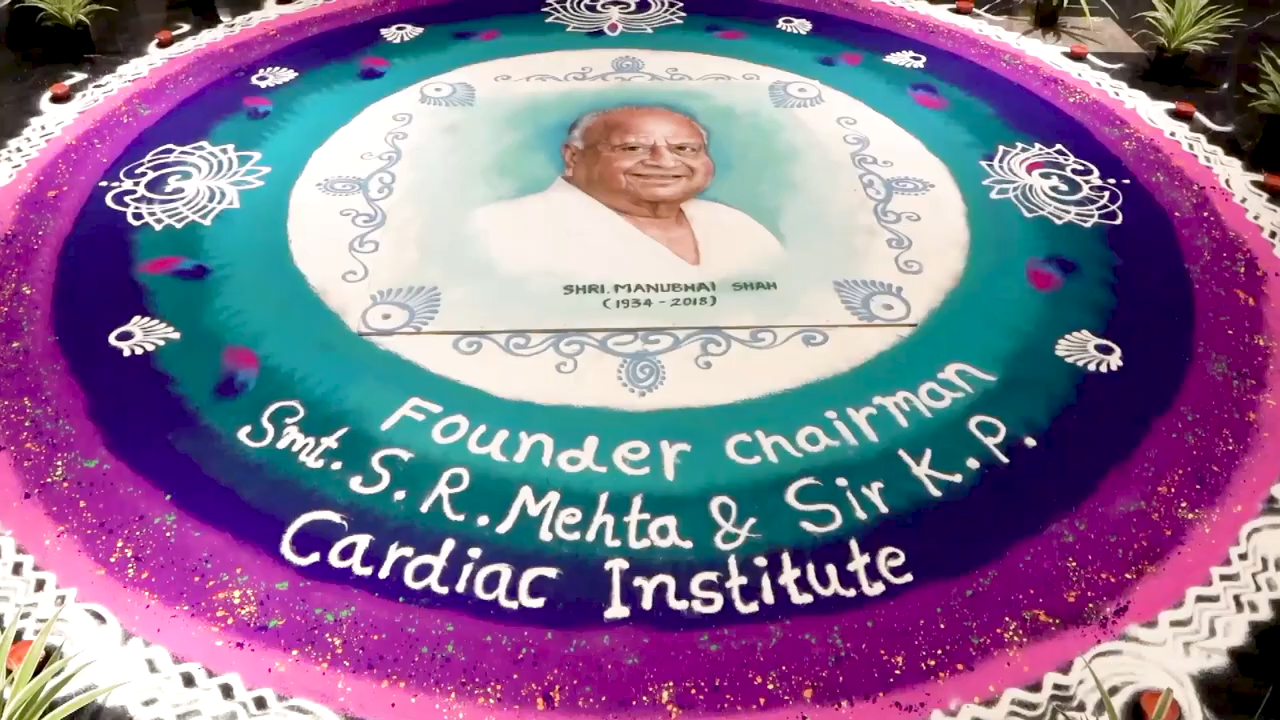 SHRI. MANUBHAI SHAH
(1934 - 2018)
Founder chairman
Smt. S. R. Mehta & Sir K. P.
Cardiac Institute